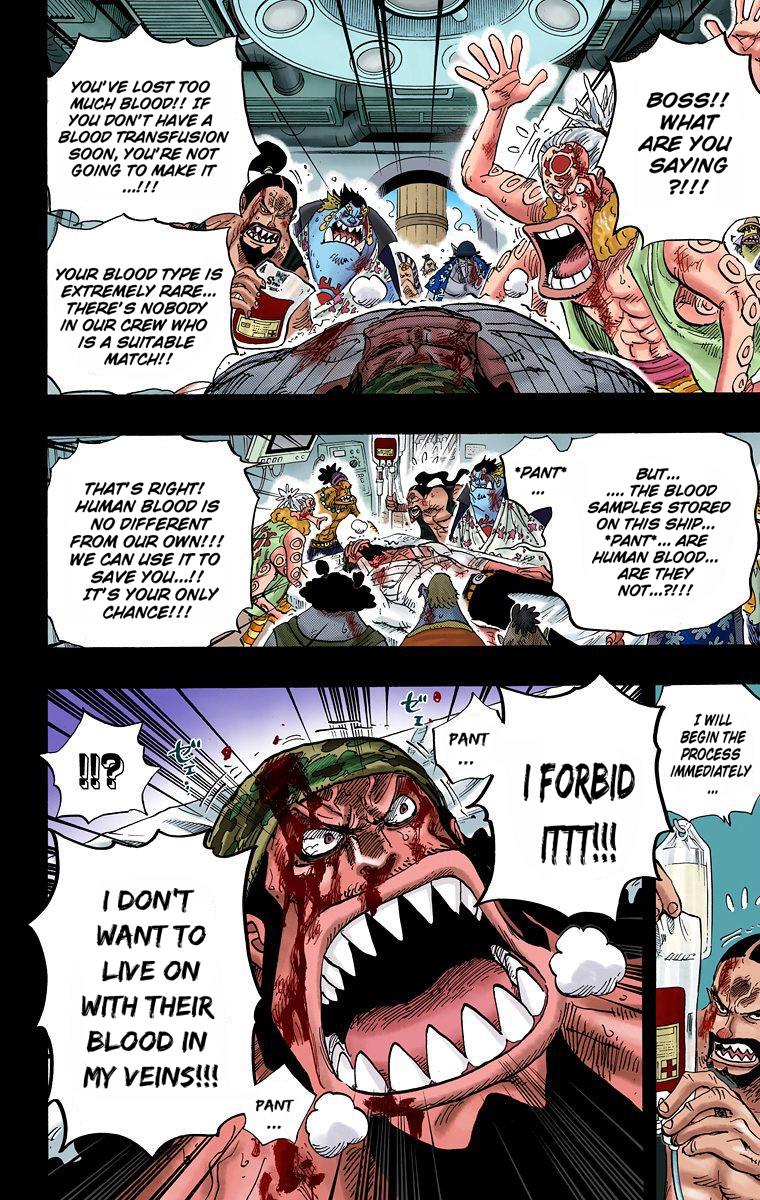 BOSS!!
WHAT
ARE YOU
SAYING
?!!!
YOU'VE LOST TOO
MUCH BLOOD!! IF
YOU DON'T HAVE A
BLOOD TRANSFUSION
SOON, YOU'RE NOT
GOING TO MAKE IT
...!!!
YOUR BLOOD TYPE IS
EXTREMELY RARE...
THERE'S NOBODY
IN OUR CREW WHO
IS A SUITABLE
MATCH!!
BUT...
.... THE BLOOD
SAMPLES STORED
ON THIS SHIP...
*PANT*... ARE
HUMAN BLOOD...
ARE THEY
NOT...?!!!
*PANT*
...
THAT'S RIGHT!
HUMAN BLOOD IS
NO DIFFERENT
FROM OUR OWN!!!
WE CAN USE IT TO
SAVE YOU...!!
IT'S YOUR ONLY
CHANCE!!!
I WILL
BEGIN THE
PROCESS
IMMEDIATELY
...
I FORBID
ITTT!!!
PANT
...
ゼェ
ゼェ
!!?
I DON'T
WANT TO
LIVE ON
WITH THEIR
BLOOD IN
MY VEINS!!!
PANT
...